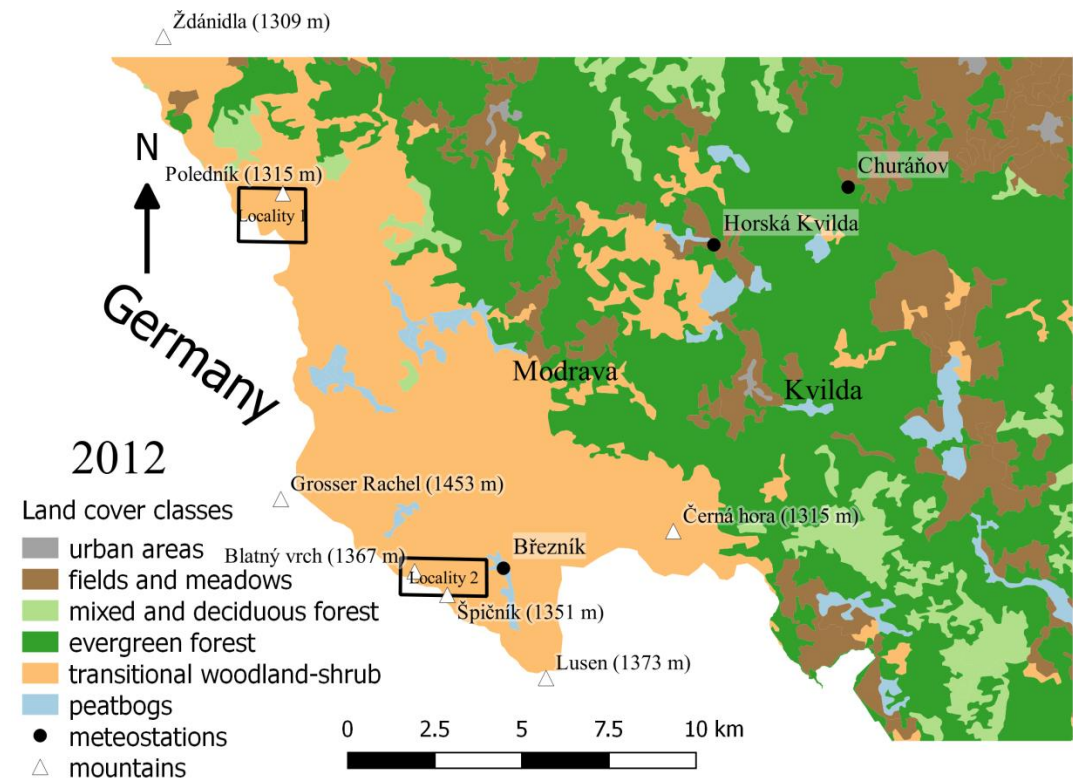 Ždánidla (1309 m)
N
Poledník (1315 m)
Locality 1
Churáňov
Horská Kvilda
Germany
Modrava
Kvilda
2012
Grosser Rachel (1453 m)
Land cover classes
Černá hora (1315 m)
urban areas
Blatný vrch (1367 m)
Březník
fields and meadows
Locality 2
mixed and deciduous forest
Špičník (1351 m)
evergreen forest
transitional woodland-shrub
Lusen (1373 m)
peatbogs
meteostations
mountains
0 2.5 5 7.5 10 km